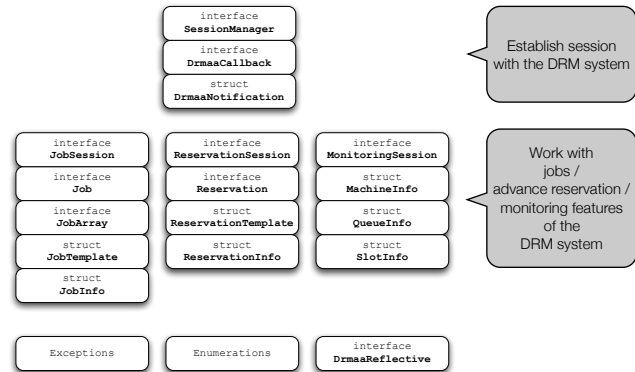 interface
SessionManager
interface
DrmaaCallback
struct
DrmaaNotification
Establish session
with the DRM system
interface
JobSession
interface
Job
interface
JobArray
struct
JobTemplate
struct
JobInfo
interface
ReservationSession
interface
Reservation
struct
ReservationTemplate
struct
ReservationInfo
interface
MonitoringSession
struct
MachineInfo
struct
QueueInfo
struct
SlotInfo
Work with
jobs /
advance reservation /
monitoring features
of the
DRM system
Exceptions
Enumerations
interface
DrmaaReflective